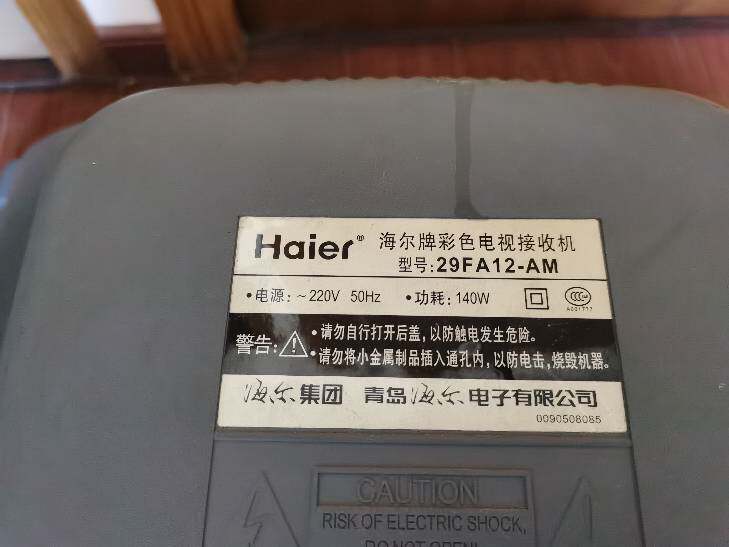 Haier® 海尔牌彩色电视接收机
型号:29FA12-AM
•电源:~220V 50Hz •功耗:140W
A001777
警告: •请勿自行打开后盖,以防触电发生危险。
•请勿将小金属制品插入通孔内,以防电击,烧毁机器。
海尔集团 青岛海尔电子有限公司
0090508085
CAUTION
RISK OF ELECTRIC SHOCK,
DO NOT OPEN!